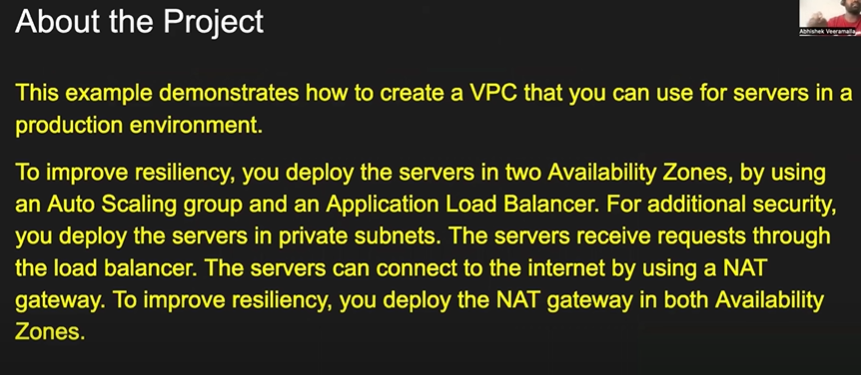 About the Project
Abhishek Veeramalla
This example demonstrates how to create a VPC that you can use for servers in a
production environment.
To improve resiliency, you deploy the servers in two Availability Zones, by using
an Auto Scaling group and an Application Load Balancer. For additional security,
you deploy the servers in private subnets. The servers receive requests through
the load balancer. The servers can connect to the internet by using a NAT
gateway. To improve resiliency, you deploy the NAT gateway in both Availability
Zones.